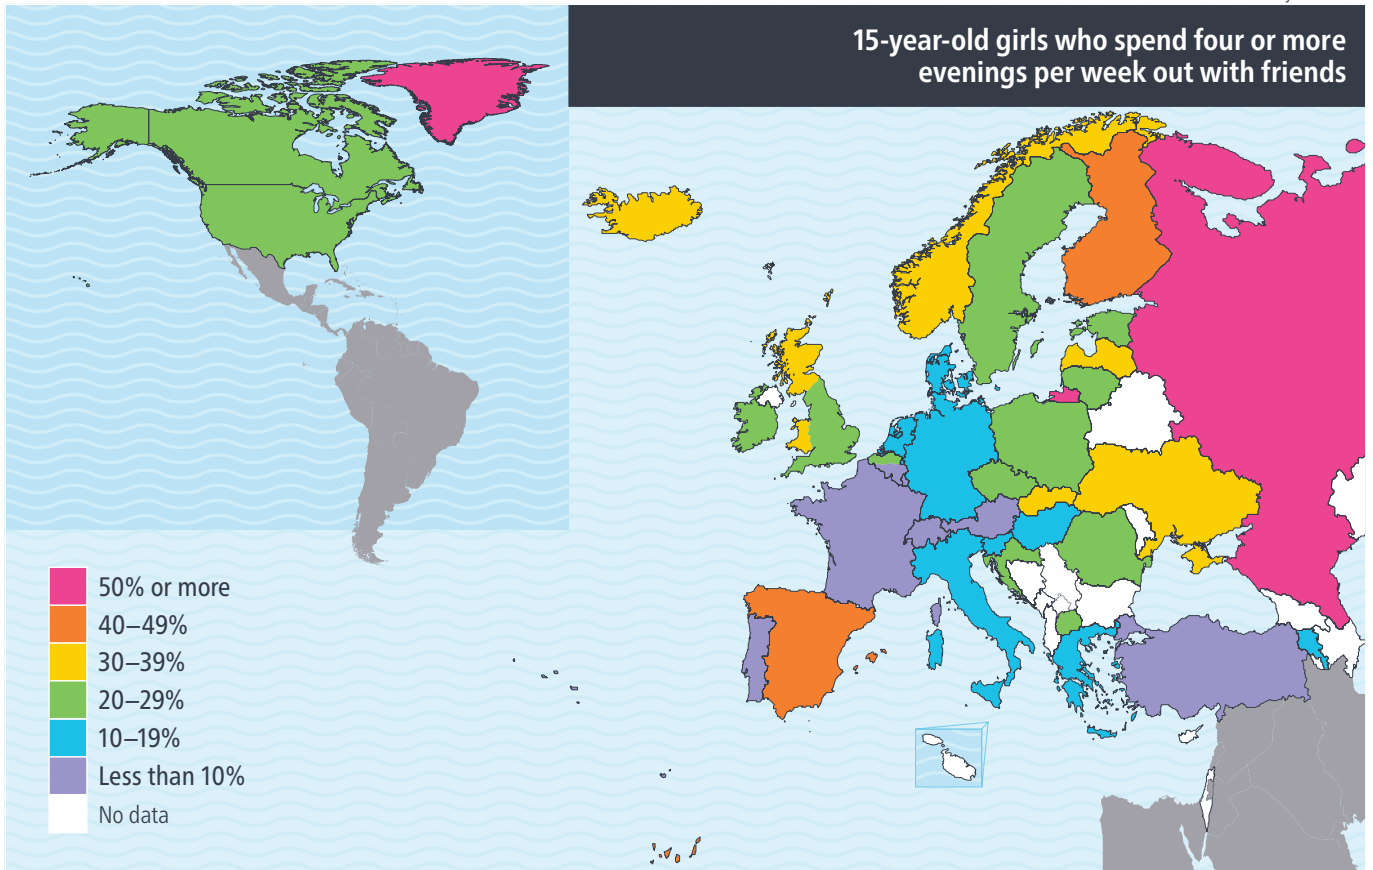 15-year-old girls who spend four or more
evenings per week out with friends
50% or more
40–49%
30–39%
20–29%
10–19%
Less than 10%
No data